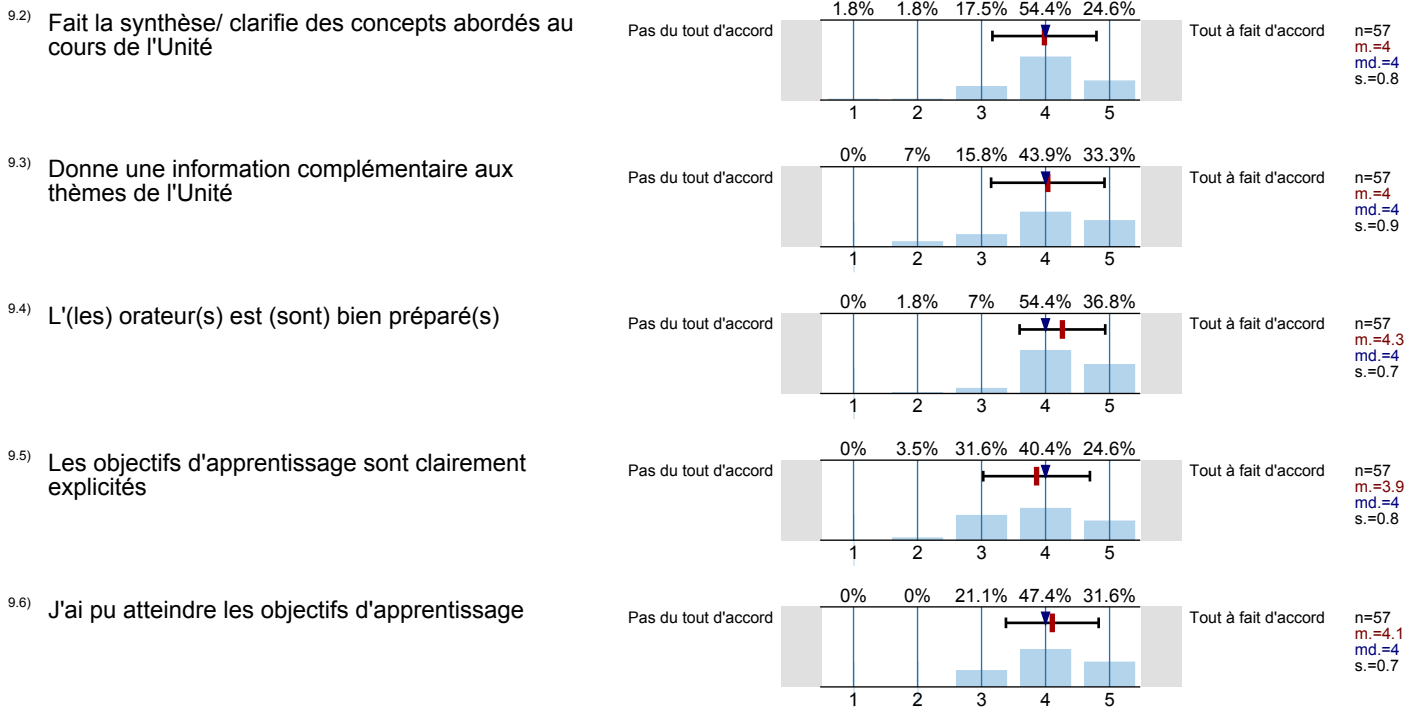 9.2) Fait la synthèse/ clarifie des concepts abordés au
cours de l'Unité
Pas du tout d'accord
1.8% 1.8% 17.5% 54.4% 24.6%
1 2 3 4 5
Tout à fait d'accord
n=57
m.=4
md.=4
s.=0.8
9.3) Donne une information complémentaire aux
thèmes de l'Unité
Pas du tout d'accord
0% 7% 15.8% 43.9% 33.3%
1 2 3 4 5
Tout à fait d'accord
n=57
m.=4
md.=4
s.=0.9
9.4) L'(les) orateur(s) est (sont) bien préparé(s)
Pas du tout d'accord
0% 1.8% 7% 54.4% 36.8%
1 2 3 4 5
Tout à fait d'accord
n=57
m.=4.3
md.=4
s.=0.7
9.5) Les objectifs d'apprentissage sont clairement
explicités
Pas du tout d'accord
0% 3.5% 31.6% 40.4% 24.6%
1 2 3 4 5
Tout à fait d'accord
n=57
m.=3.9
md.=4
s.=0.8
9.6) J'ai pu atteindre les objectifs d'apprentissage
Pas du tout d'accord
0% 0% 21.1% 47.4% 31.6%
1 2 3 4 5
Tout à fait d'accord
n=57
m.=4.1
md.=4
s.=0.7